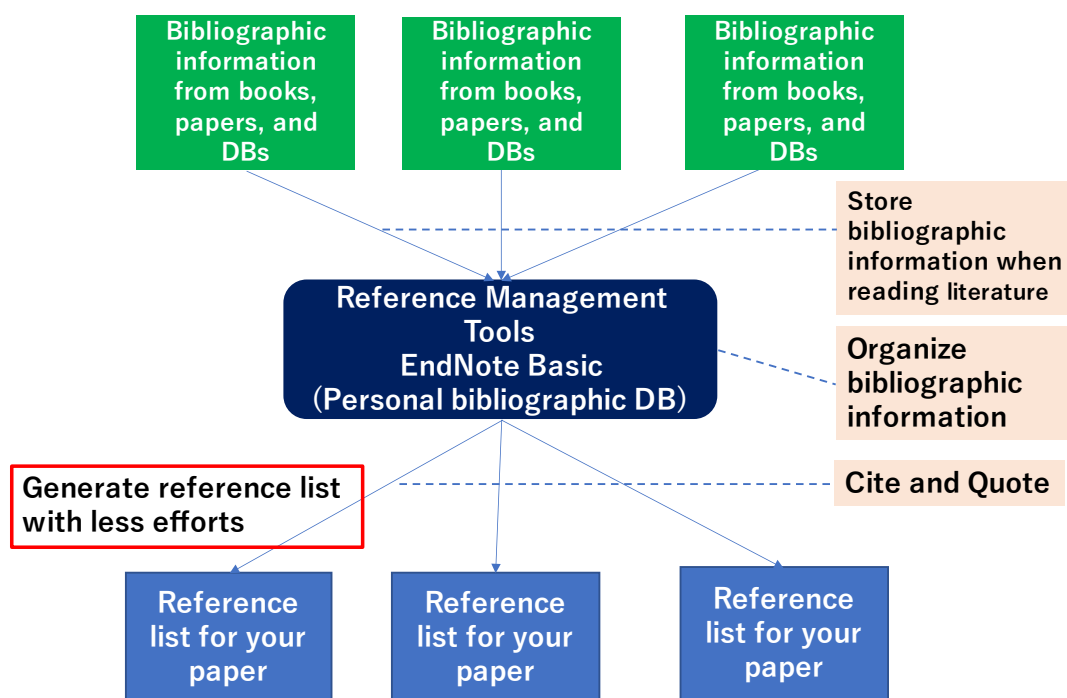 Bibliographic
information
from books,
papers, and
DBs
Bibliographic
information
from books,
papers, and
DBs
Bibliographic
information
from books,
papers, and
DBs
Store
bibliographic
information when
reading literature
Reference Management
Tools
EndNote Basic
(Personal bibliographic DB)
Organize
bibliographic
information
Generate reference list
with less efforts
Cite and Quote
Reference
list for your
paper
Reference
list for your
paper
Reference
list for your
paper